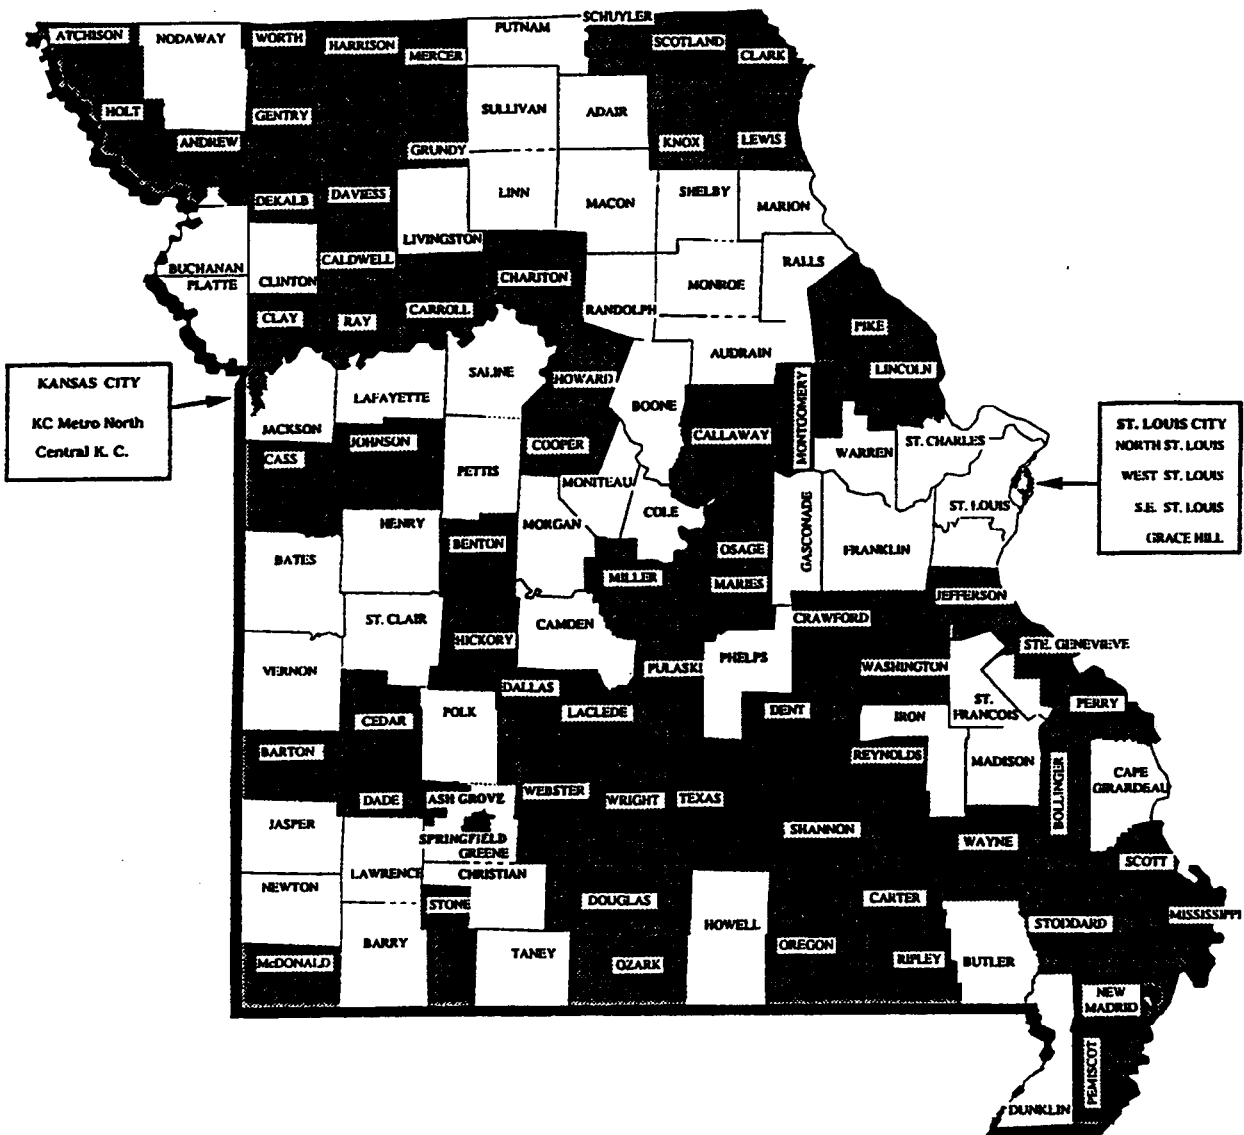 ATCHISON
NODAWAY
WORTH
HARRISON
MERCER
PUTNAM
SCHUYLER
SCOTLAND
CLARK
HOLT
ANDREW
GENTRY
GRUNDY
SULLIVAN
ADAIR
KNOX
LEWIS
DEKALB
DAVIESS
LIVINGSTON
LINN
MACON
SHELBY
MARION
BUCHANAN
PLATTE
CLINTON
CALDWELL
CHARITON
RANDOLPH
MONROE
RALLS
CLAY
RAY
CARROLL
PIKE
AUDRAIN
LINCOLN
KANSAS CITY
KC Metro North
Central K. C.
JACKSON
LAFAYETTE
SALINE
HOWARD
BOONE
CALLAWAY
MONTGOMERY
WARREN
ST. CHARLES
ST. LOUIS CITY
NORTH ST. LOUIS
WEST ST. LOUIS
S.E. ST. LOUIS
GRACE HILL
CASS
JOHNSON
PETTIS
COOPER
MONITEAU
COLE
ST. LOUIS
HENRY
MORGAN
BENTON
OSAGE
GASCONADE
FRANKLIN
BATES
MILLER
MARIES
JEFFERSON
ST. CLAIR
HICKORY
CAMDEN
CRAWFORD
VERNON
PULASKI
PHELPS
WASHINGTON
STE. GENEVIEVE
DALLAS
CEDAR
POLK
LACLEDE
DENT
IRON
ST.
FRANCOIS
PERRY
BARTON
REYNOLDS
MADISON
BOLLINGER
CAPE
GIRARDEAU
DADE
ASH GROVE
WEBSTER
WRIGHT
TEXAS
JASPER
SPRINGFIELD
GREENE
SHANNON
WAYNE
SCOTT
NEWTON
LAWRENCE
CHRISTIAN
STONE
DOUGLAS
HOWELL
CARTER
STODDARD
MISSISSIPPI
McDONALD
BARRY
TANEY
OZARK
OREGON
RIPLEY
BUTLER
NEW
MADRID
PEMISCOT
DUNKLIN